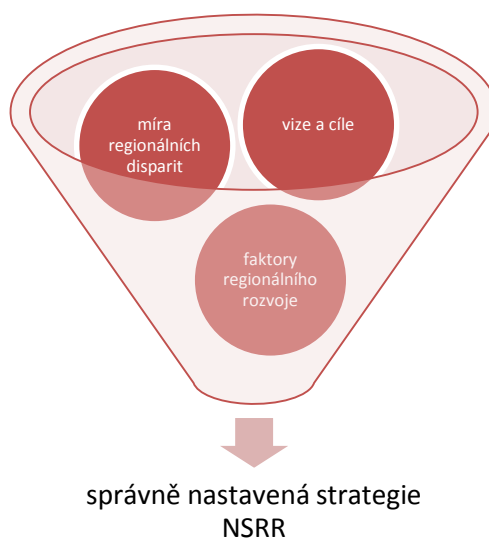 míra
regionálních
disparit
vize a cíle
faktory
regionálního
rozvoje
správně nastavená strategie
NSRR